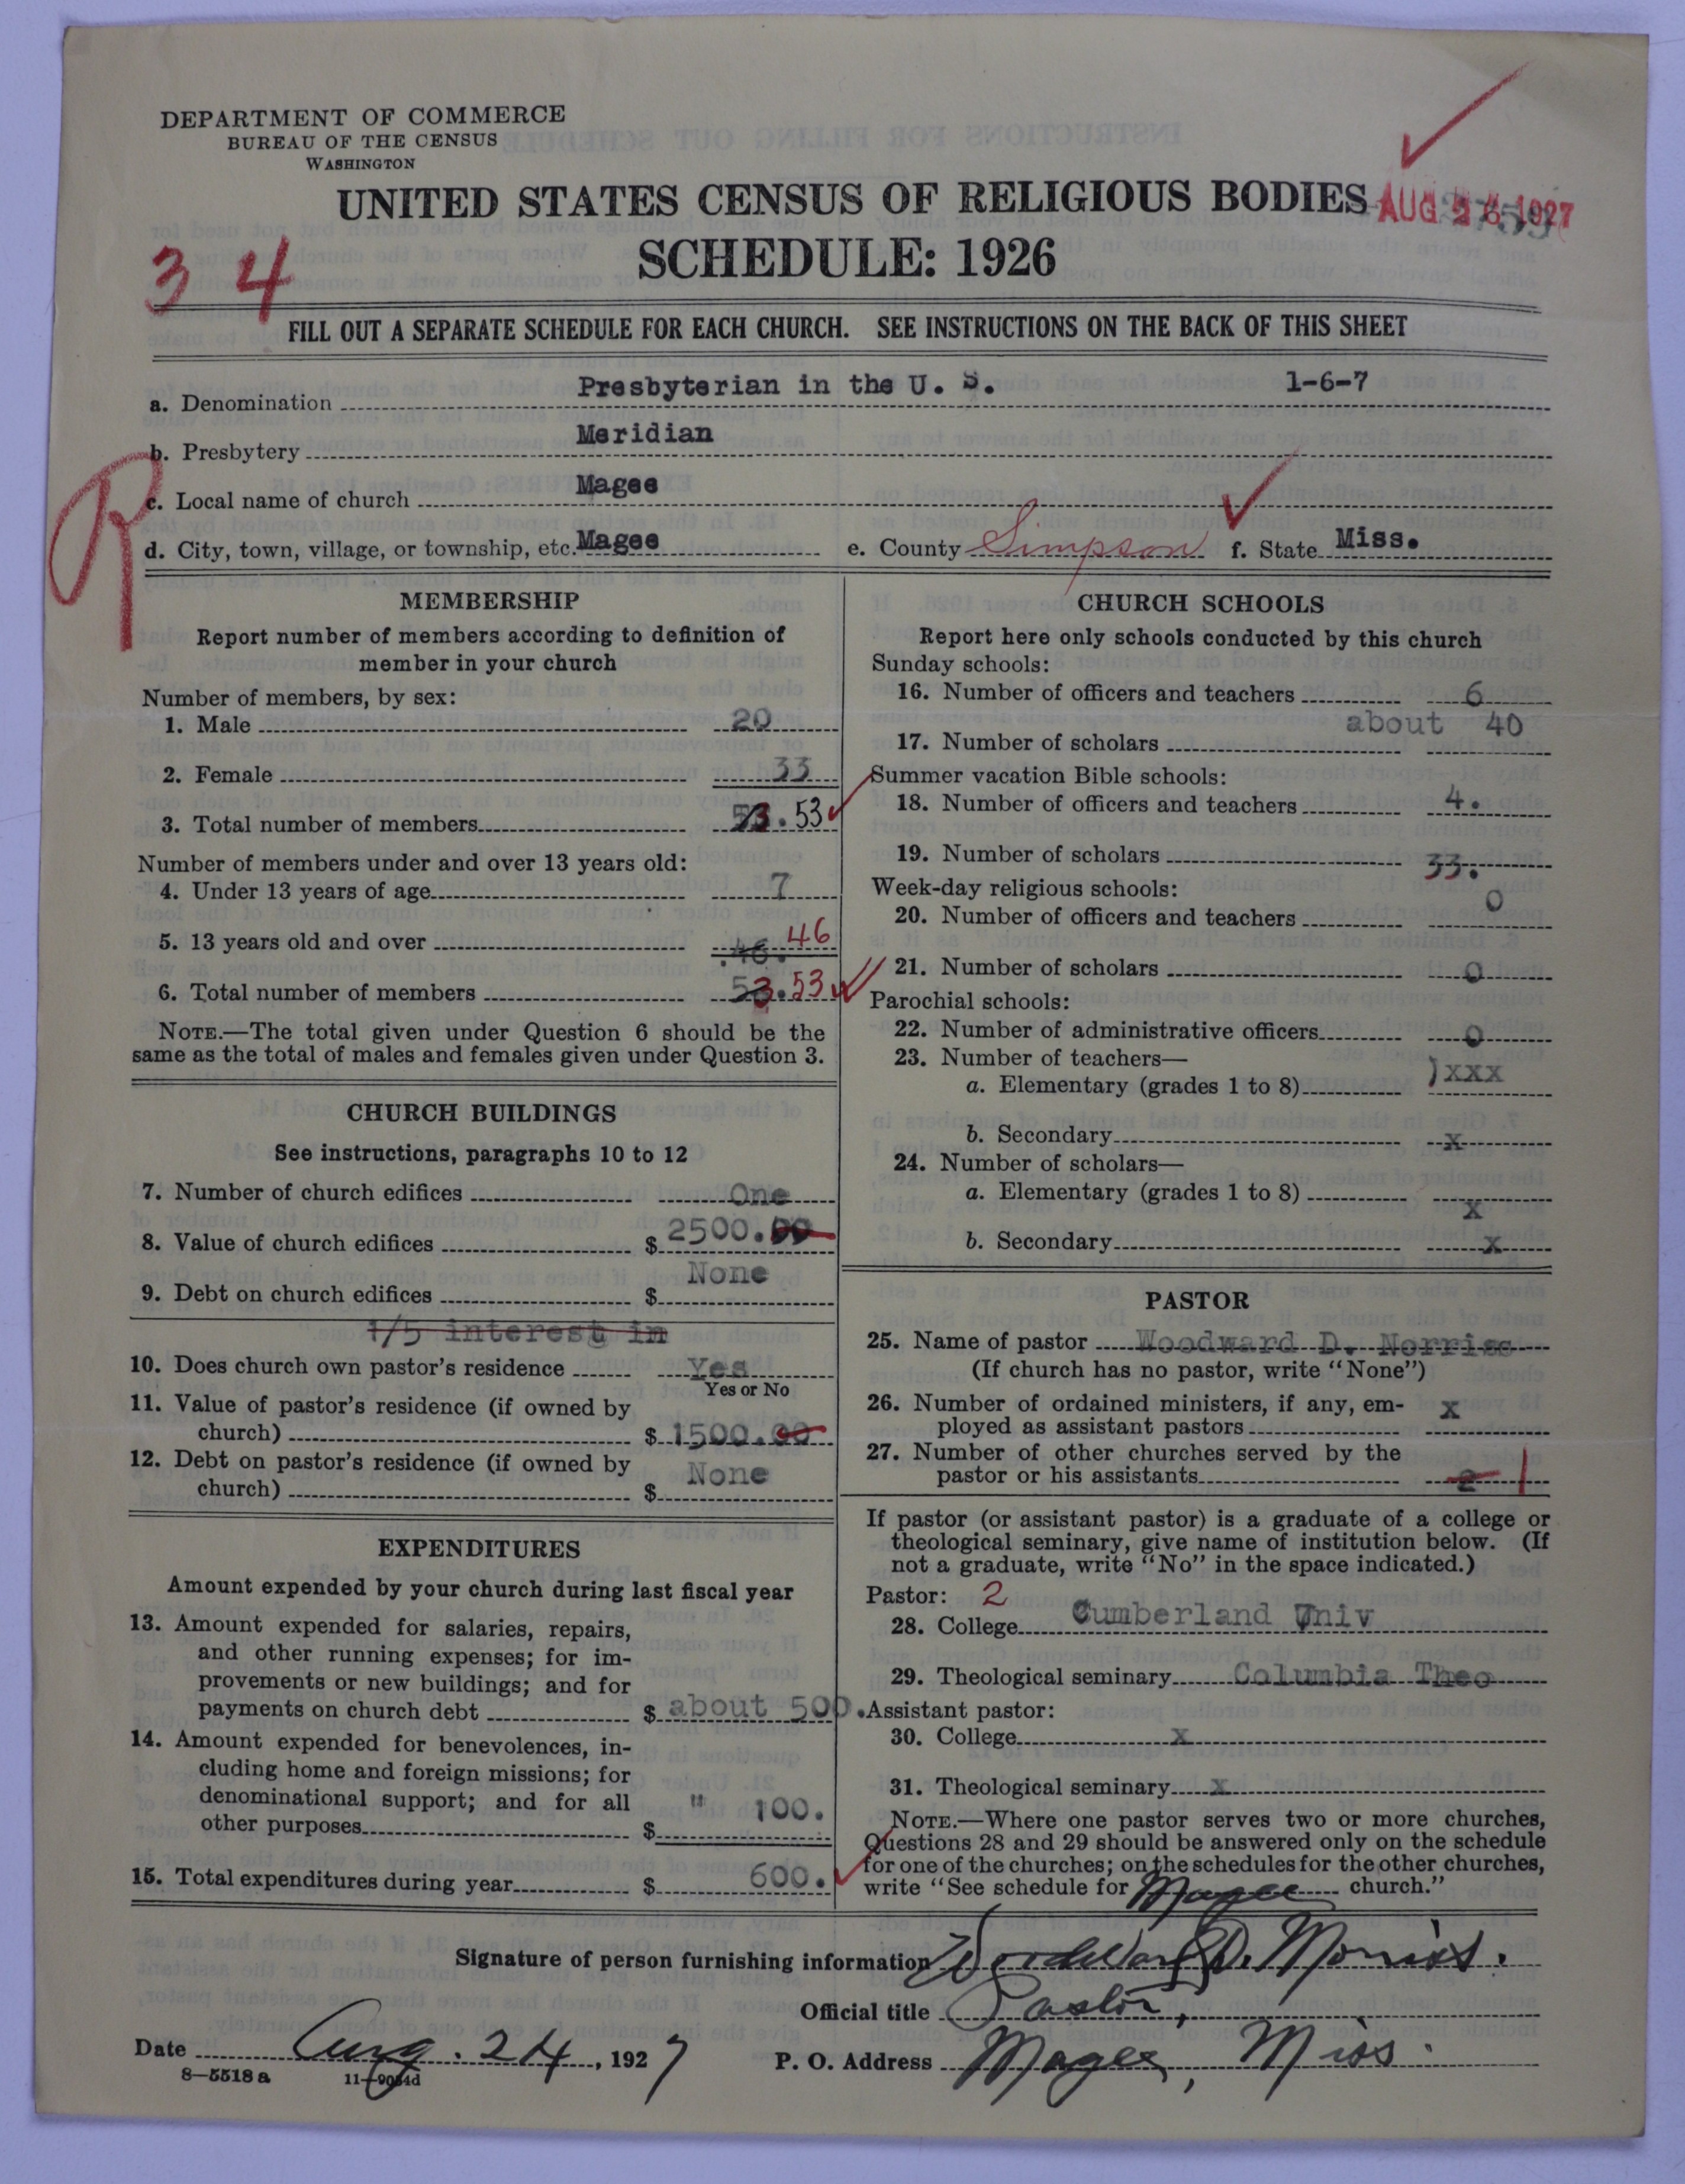 DEPARTMENT OF COMMERCE
BUREAU OF THE CENSUS
WASHINGTON
UNITED STATES CENSUS OF RELIGIOUS BODIES
AUG 26 1927
SCHEDULE: 1926
3 4
FILL OUT A SEPARATE SCHEDULE FOR EACH CHURCH. SEE INSTRUCTIONS ON THE BACK OF THIS SHEET
a. Denomination Presbyterian in the U. S. 1-6-7
b. Presbytery Meridian
R
c. Local name of church Magee
d. City, town, village, or township, etc. Magee e. County Simpson f. State Miss.
MEMBERSHIP
Report number of members according to definition of
member in your church
Number of members, by sex:
1. Male 20
2. Female 33
3. Total number of members 53. 53
Number of members under and over 13 years old:
4. Under 13 years of age 7
5. 13 years old and over .46. 46
6. Total number of members 53. 53
NOTE.—The total given under Question 6 should be the
same as the total of males and females given under Question 3.
CHURCH BUILDINGS
See instructions, paragraphs 10 to 12
7. Number of church edifices One
8. Value of church edifices $ 2500.00
9. Debt on church edifices $ None
1/5 interest in
10. Does church own pastor's residence Yes
Yes or No
11. Value of pastor's residence (if owned by
church) $ 1500.00
12. Debt on pastor's residence (if owned by
church) $ None
EXPENDITURES
Amount expended by your church during last fiscal year
13. Amount expended for salaries, repairs,
and other running expenses; for im-
provements or new buildings; and for
payments on church debt $ about 500.
14. Amount expended for benevolences, in-
cluding home and foreign missions; for
denominational support; and for all
other purposes $ " 100.
15. Total expenditures during year $ 600.
CHURCH SCHOOLS
Report here only schools conducted by this church
Sunday schools:
16. Number of officers and teachers 6
17. Number of scholars about 40
Summer vacation Bible schools:
18. Number of officers and teachers 4.
19. Number of scholars 33.
Week-day religious schools:
20. Number of officers and teachers 0
21. Number of scholars 0
Parochial schools:
22. Number of administrative officers 0
23. Number of teachers—
a. Elementary (grades 1 to 8) )xxx
b. Secondary x
24. Number of scholars—
a. Elementary (grades 1 to 8) x
b. Secondary x
PASTOR
25. Name of pastor Woodward D. Morriss
(If church has no pastor, write "None")
26. Number of ordained ministers, if any, em-
ployed as assistant pastors x
27. Number of other churches served by the
pastor or his assistants 2 1
If pastor (or assistant pastor) is a graduate of a college or
theological seminary, give name of institution below. (If
not a graduate, write "No" in the space indicated.)
Pastor: 2
28. College Cumberland Univ
29. Theological seminary Columbia Theo
Assistant pastor:
30. College x
31. Theological seminary x
NOTE.—Where one pastor serves two or more churches,
Questions 28 and 29 should be answered only on the schedule
for one of the churches; on the schedules for the other churches,
write "See schedule for Magee church."
Signature of person furnishing information Woodward D. Morriss.
Official title Pastor,
Date Aug. 24, 1927 P. O. Address Magee, Miss.
8—5518 a 11—9034d